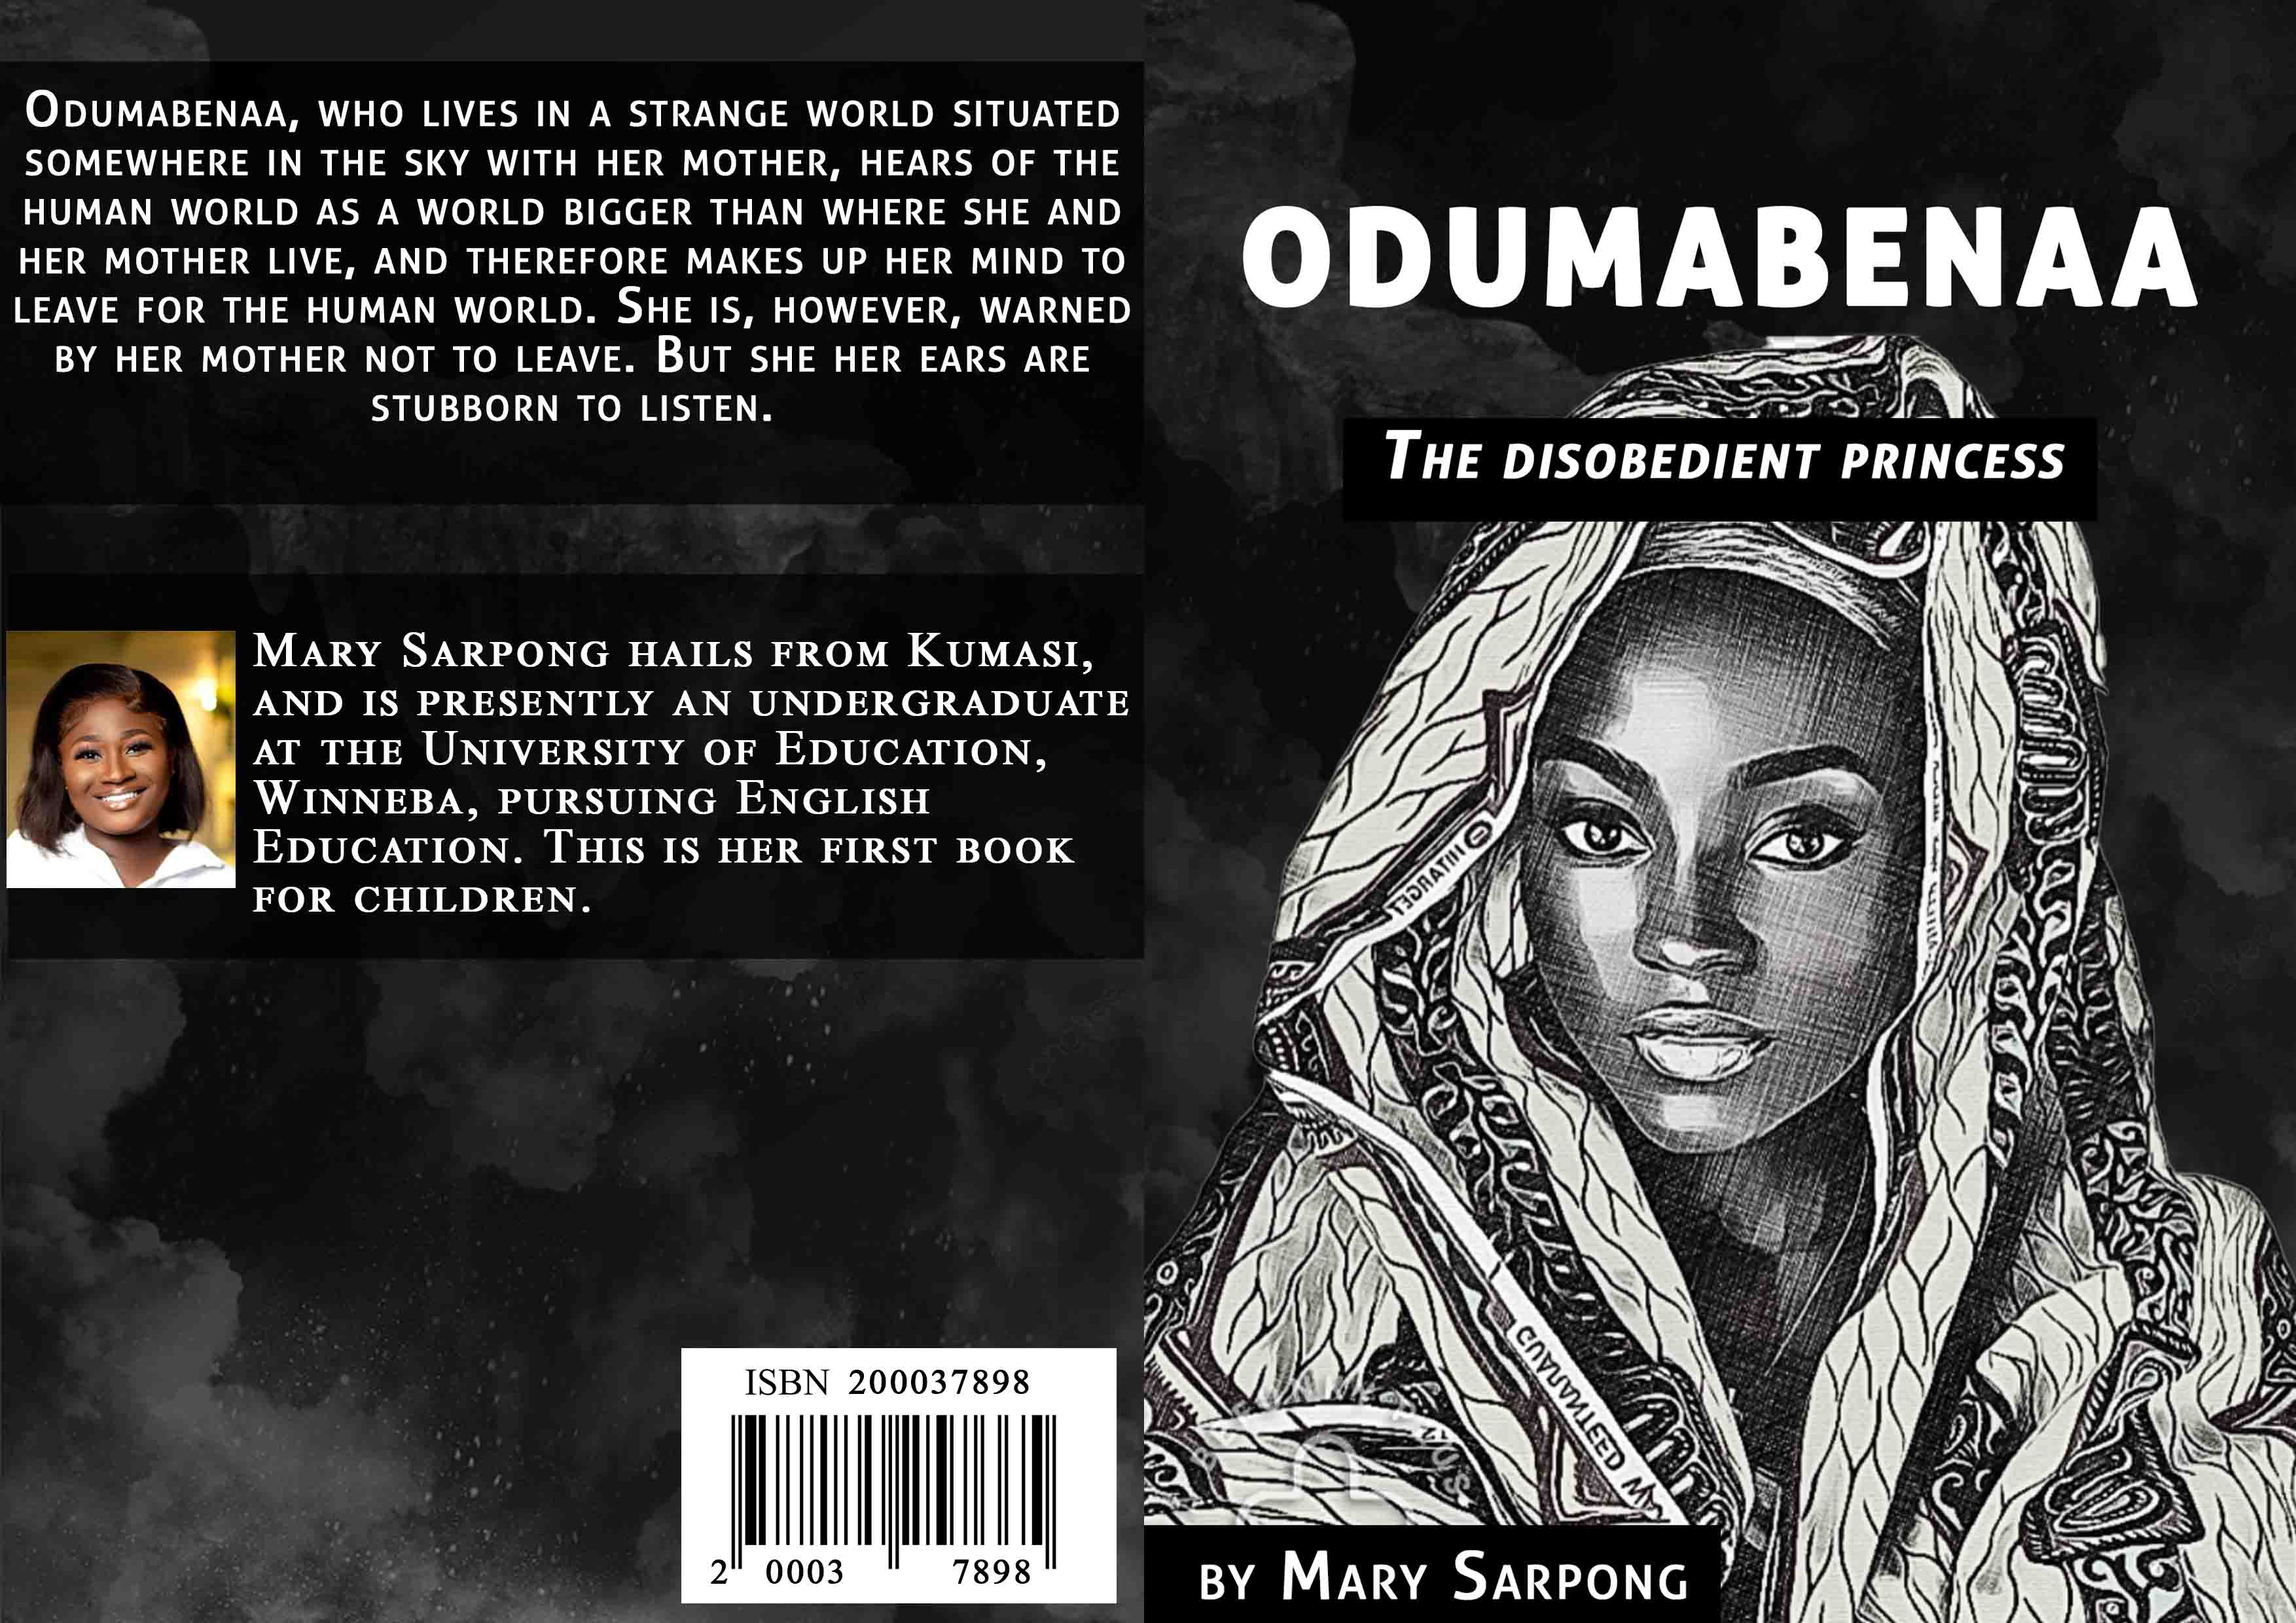 Odumabenaa, who lives in a strange world situated
somewhere in the sky with her mother, hears of the
human world as a world bigger than where she and
her mother live, and therefore makes up her mind to
leave for the human world. She is, however, warned
by her mother not to leave. But she her ears are
stubborn to listen.
Mary Sarpong hails from Kumasi,
and is presently an undergraduate
at the University of Education,
Winneba, pursuing English
Education. This is her first book
for children.
ISBN 200037898
2 0003 7898
ODUMABENAA
The disobedient princess
by Mary Sarpong